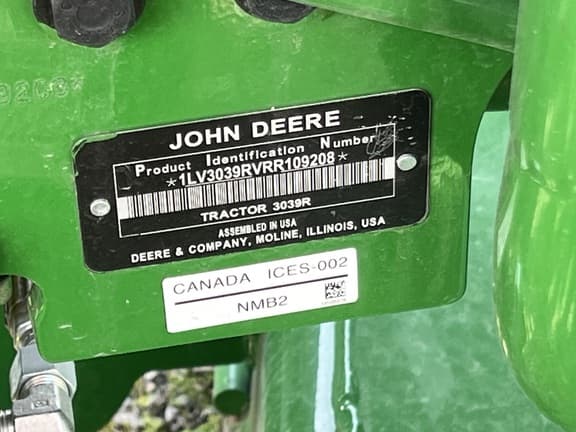 JOHN DEERE
Product Identification Number
*1LV3039RVRR109208*
TRACTOR 3039R
ASSEMBLED IN USA
DEERE & COMPANY, MOLINE, ILLINOIS, USA
CANADA ICES-002
NMB2